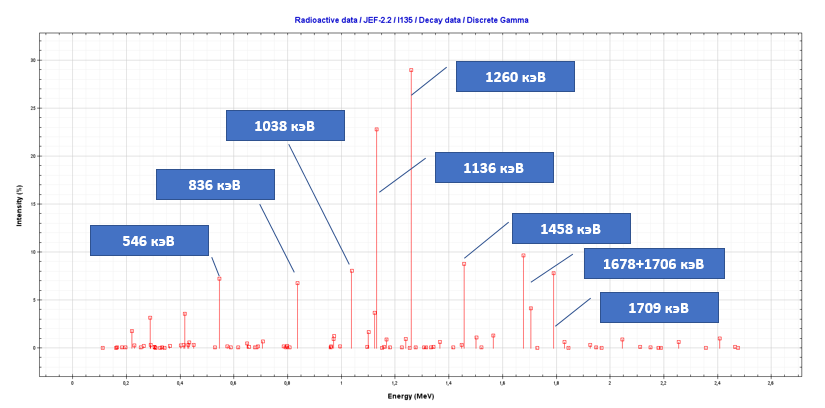 Radioactive data / JEF-2.2 / I135 / Decay data / Discrete Gamma
30
1260 кэВ
25
1038 кэВ
1136 кэВ
20
836 кэВ
Intensity (%)
15
1458 кэВ
546 кэВ
1678+1706 кэВ
10
1709 кэВ
5
0
0 0,2 0,4 0,6 0,8 1 1,2 1,4 1,6 1,8 2 2,2 2,4 2,6
Energy (MeV)